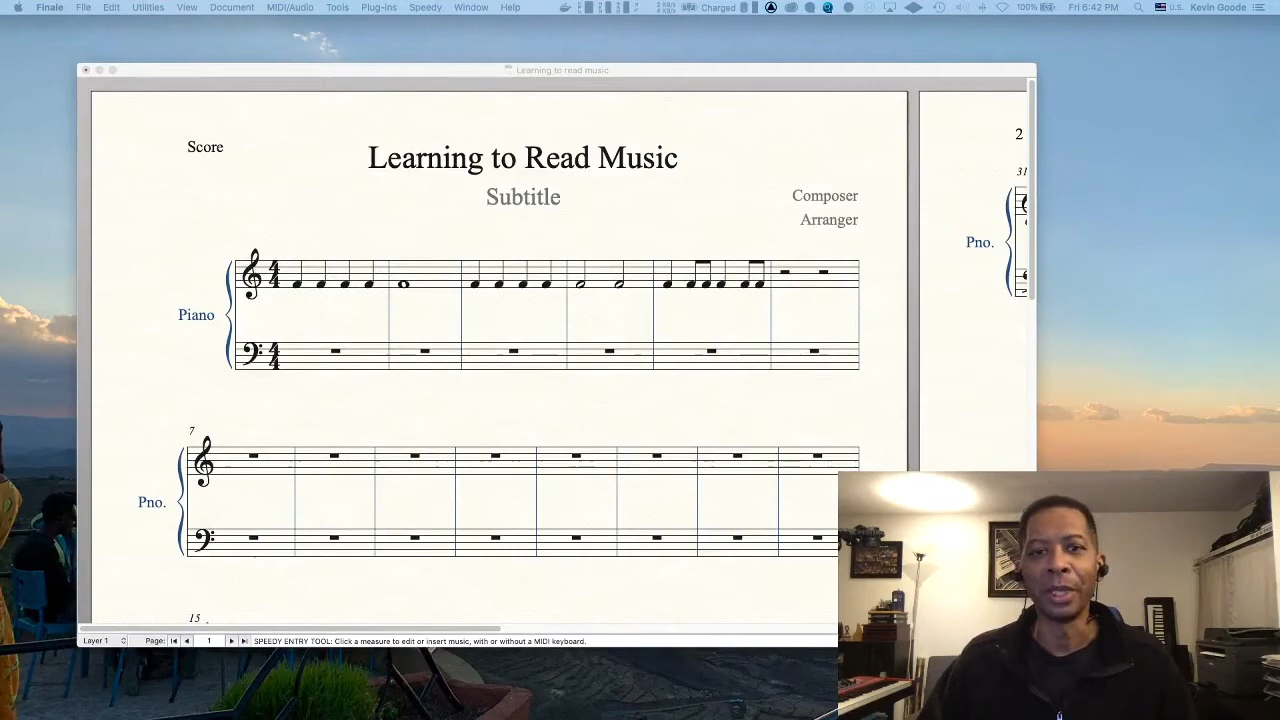 Finale File Edit Utilities View Document MIDI/Audio Tools Plug-ins Speedy Window Help Charged 100% Fri 6:42 PM U.S. Kevin Goode
Learning to read music
Score
Learning to Read Music
Subtitle
Composer
Arranger
2
31
Piano
Pno.
7
Pno.
15
Layer 1 Page: 1 SPEEDY ENTRY TOOL: Click a measure to edit or insert music, with or without a MIDI keyboard.